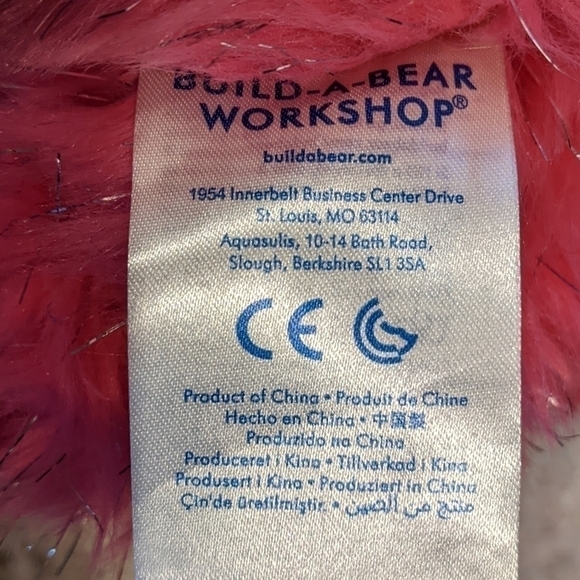 BUILD-A-BEAR
WORKSHOP®
buildabear.com
1954 Innerbelt Business Center Drive
St. Louis, MO 63114
Aquasulis, 10-14 Bath Road,
Slough, Berkshire SL1 3SA
CE
Product of China • Produit de Chine
Hecho en China • 中国製
Produzido na China
Produceret i Kina • Tillverkad i Kina
Produsert i Kina • Produziert in China
Çin'de üretilmiştir. • منتج من الصين